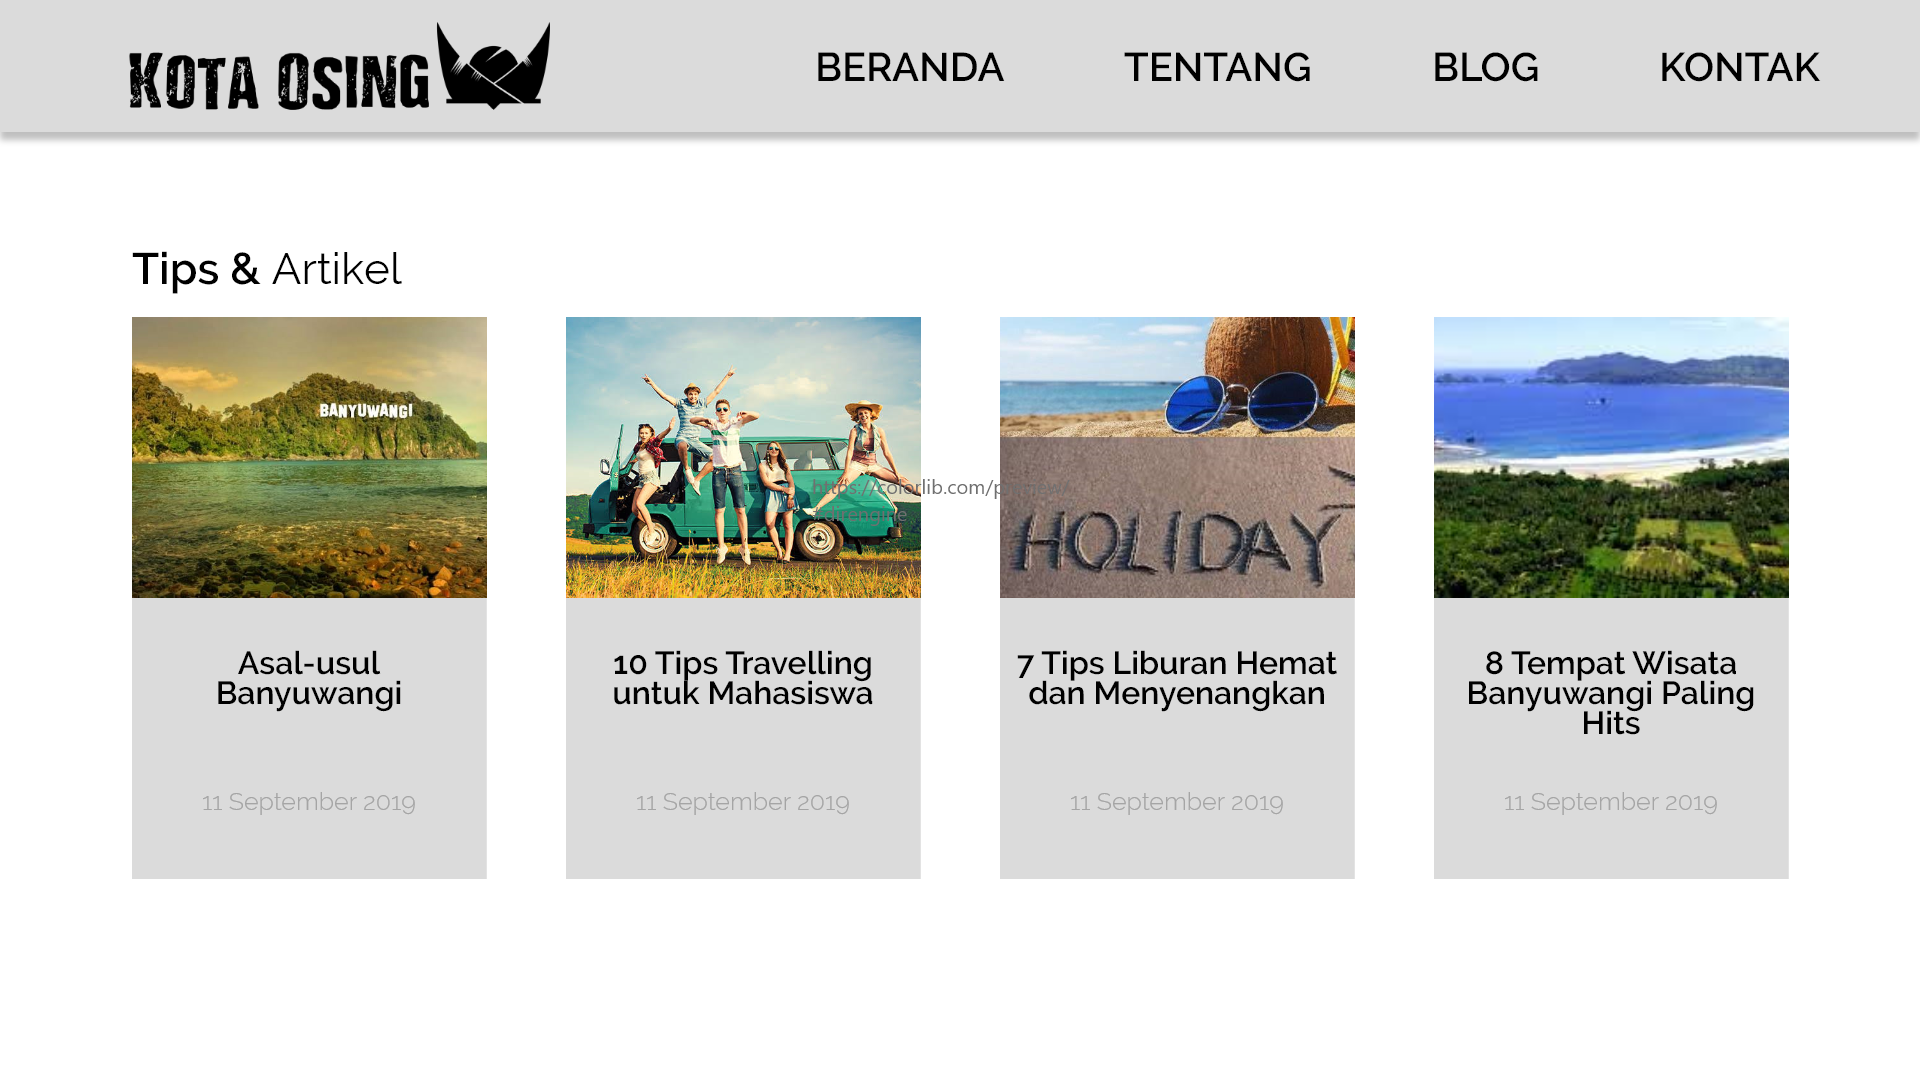 KOTA OSING
BERANDA TENTANG BLOG KONTAK
Tips & Artikel
BANYUWANGI
HOLIDAY
https://colorlib.com/p
direngine
Asal-usul
Banyuwangi
11 September 2019
10 Tips Travelling
untuk Mahasiswa
11 September 2019
7 Tips Liburan Hemat
dan Menyenangkan
11 September 2019
8 Tempat Wisata
Banyuwangi Paling
Hits
11 September 2019